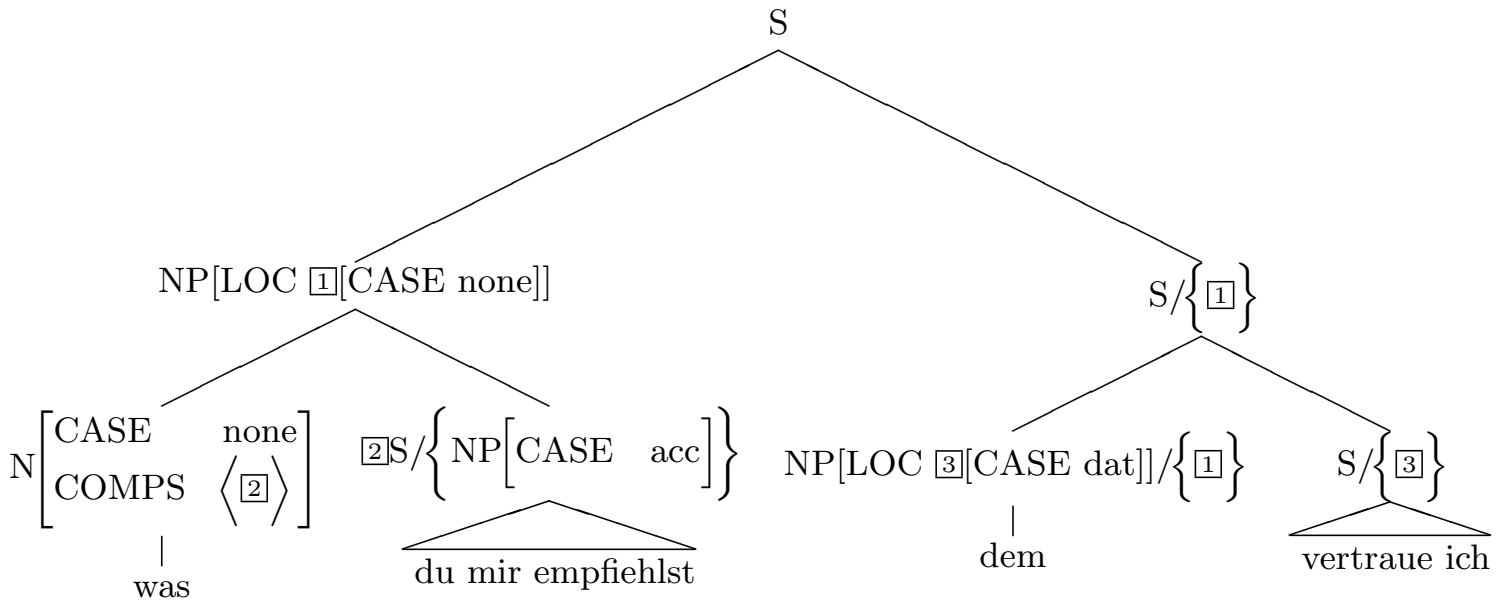 S
NP[LOC 1[CASE none]]
S/{1}
N[CASE none
COMPS ⟨2⟩]
2S/{NP[CASE acc]}
NP[LOC 3[CASE dat]]/{1}
S/{3}
was
du mir empfiehlst
dem
vertraue ich